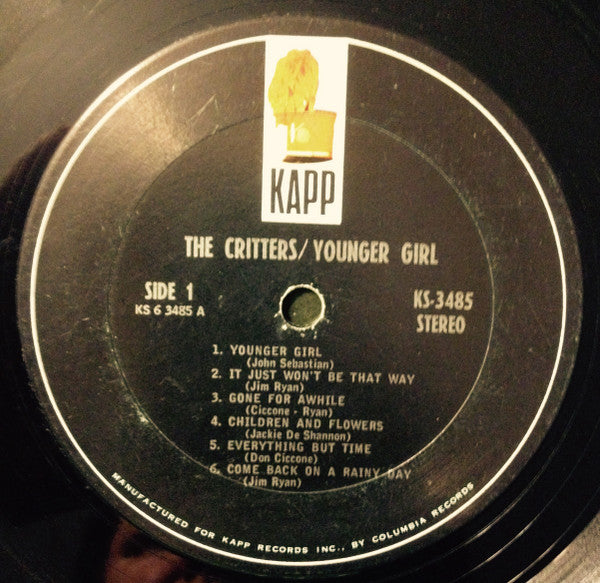 KAPP
THE CRITTERS/YOUNGER GIRL
SIDE 1
KS 6 3485 A
KS-3485
STEREO
1. YOUNGER GIRL
(John Sebastian)
2. IT JUST WON'T BE THAT WAY
(Jim Ryan)
3. GONE FOR AWHILE
(Ciccone - Ryan)
4. CHILDREN AND FLOWERS
(Jackie De Shannon)
5. EVERYTHING BUT TIME
(Don Ciccone)
6. COME BACK ON A RAINY DAY
(Jim Ryan)
MANUFACTURED FOR KAPP RECORDS INC., BY COLUMBIA RECORDS